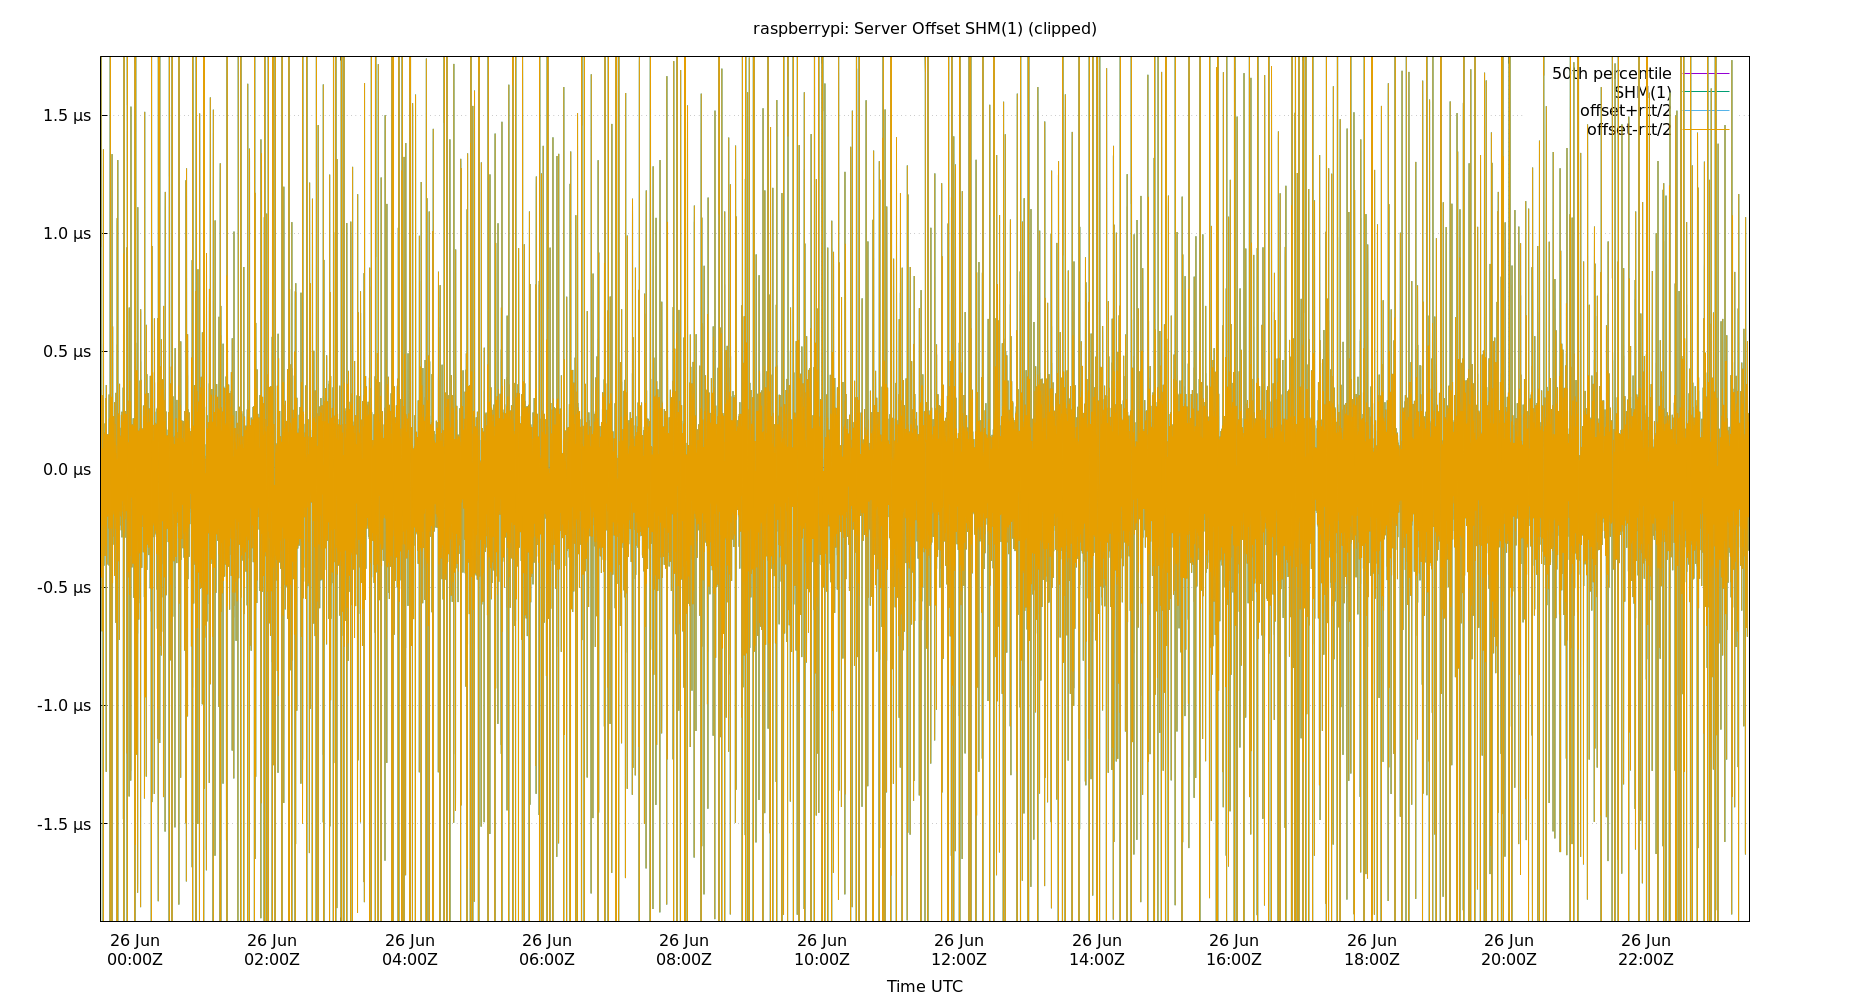 raspberrypi: Server Offset SHM(1) (clipped)
50th percentile
SHM(1)
offset+rtt/2
offset-rtt/2
1.5 µs
1.0 µs
0.5 µs
0.0 µs
-0.5 µs
-1.0 µs
-1.5 µs
26 Jun 26 Jun 26 Jun 26 Jun 26 Jun 26 Jun 26 Jun 26 Jun 26 Jun 26 Jun 26 Jun 26 Jun
00:00Z 02:00Z 04:00Z 06:00Z 08:00Z 10:00Z 12:00Z 14:00Z 16:00Z 18:00Z 20:00Z 22:00Z
Time UTC